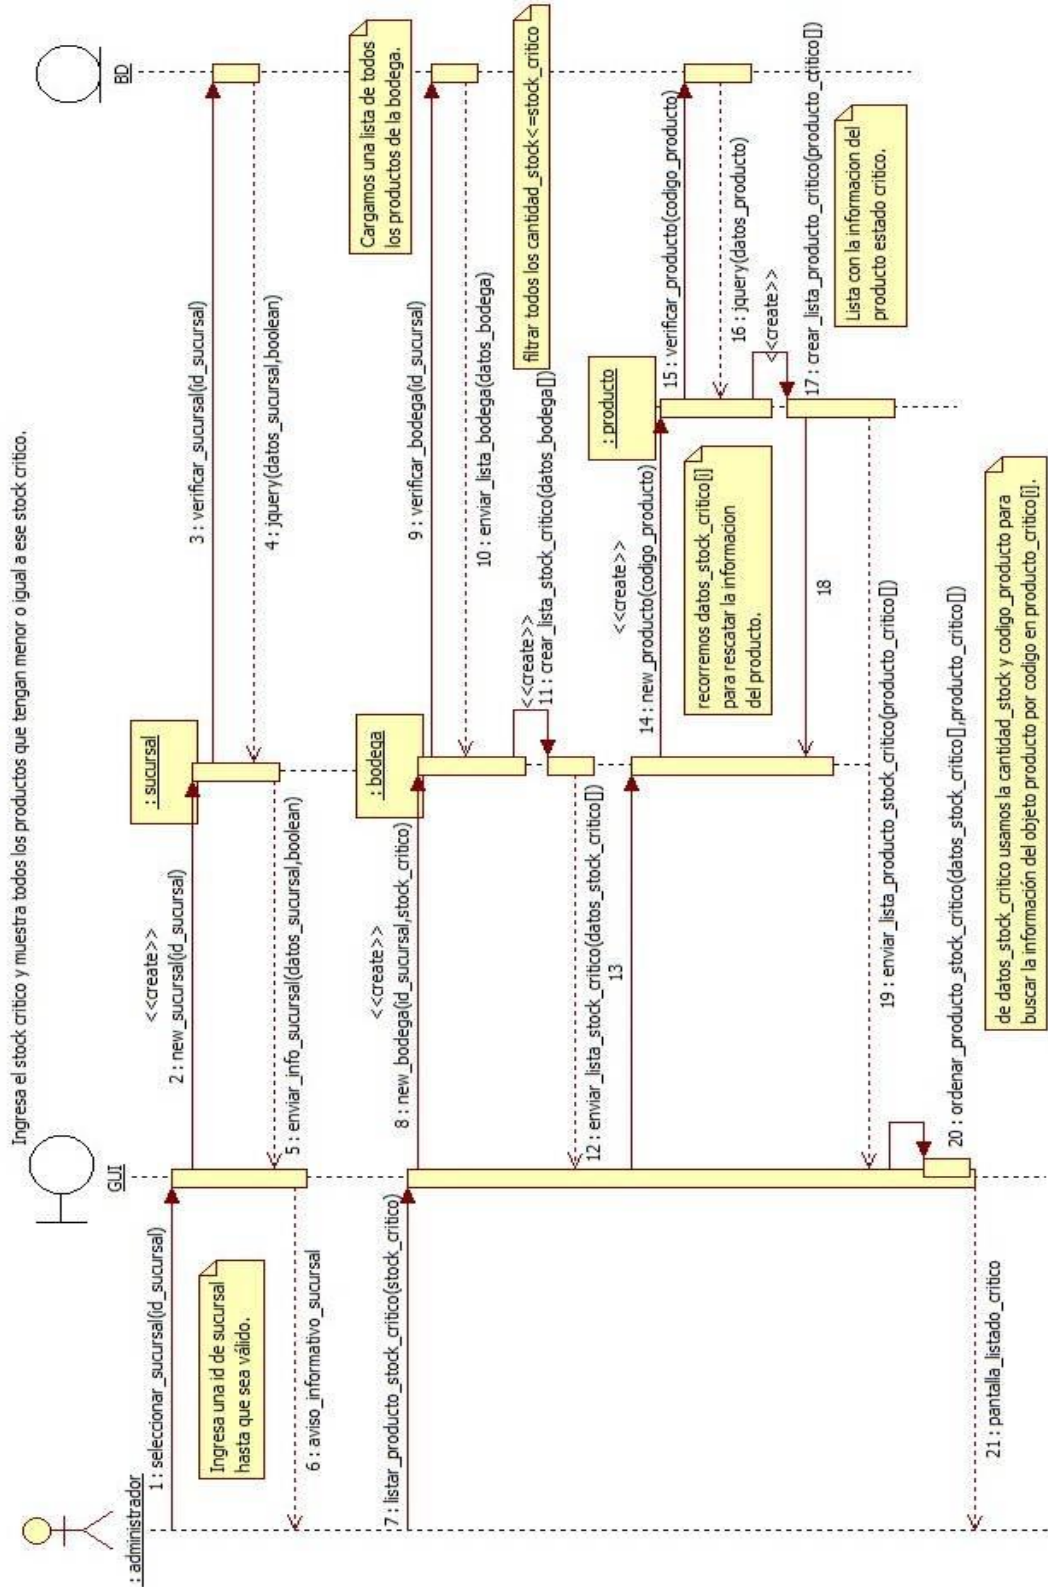 Ingresa el stock critico y muestra todos los productos que tengan menor o igual a ese stock critico.
: administrador
GUI
BD
1 : seleccionar_sucursal(id_sucursal)
<<create>>
2 : new_sucursal(id_sucursal)
: sucursal
3 : verificar_sucursal(id_sucursal)
4 : jquery(datos_sucursal,boolean)
5 : enviar_info_sucursal(datos_sucursal,boolean)
Ingresa una id de sucursal
hasta que sea válido.
6 : aviso_informativo_sucursal
7 : listar_producto_stock_critico(stock_critico)
<<create>>
8 : new_bodega(id_sucursal,stock_critico)
: bodega
9 : verificar_bodega(id_sucursal)
Cargamos una lista de todos
los productos de la bodega.
10 : enviar_lista_bodega(datos_bodega)
<<create>>
11 : crear_lista_stock_critico(datos_bodega[])
filtrar todos los cantidad_stock<=stock_critico
12 : enviar_lista_stock_critico(datos_stock_critico[])
13
<<create>>
14 : new_producto(codigo_producto)
: producto
15 : verificar_producto(codigo_producto)
recorremos datos_stock_critico[i]
para rescatar la informacion
del producto.
16 : jquery(datos_producto)
<<create>>
17 : crear_lista_producto_critico(producto_critico[])
Lista con la informacion del
producto estado critico.
18
19 : enviar_lista_producto_stock_critico(producto_critico[])
20 : ordenar_producto_stock_critico(datos_stock_critico[],producto_critico[])
de datos_stock_critico usamos la cantidad_stock y codigo_producto para
buscar la información del objeto producto por codigo en producto_critico[i].
21 : pantalla_listado_critico